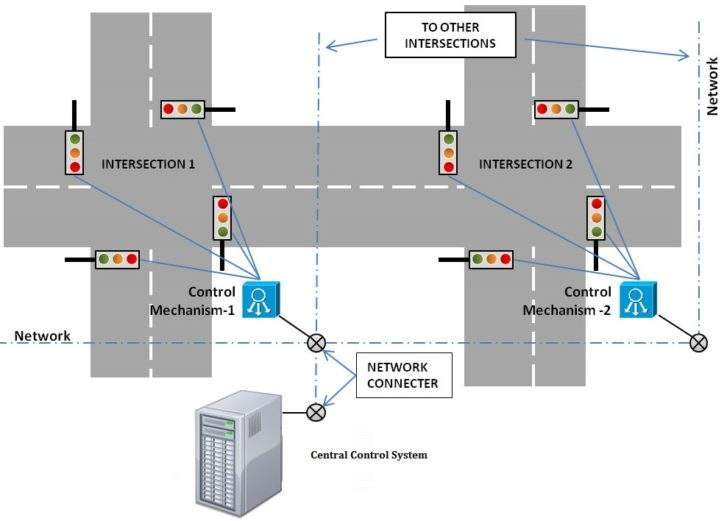 TO OTHER
INTERSECTIONS
Network
INTERSECTION 1
INTERSECTION 2
Control
Mechanism-1
Control
Mechanism -2
Network
NETWORK
CONNECTER
Central Control System